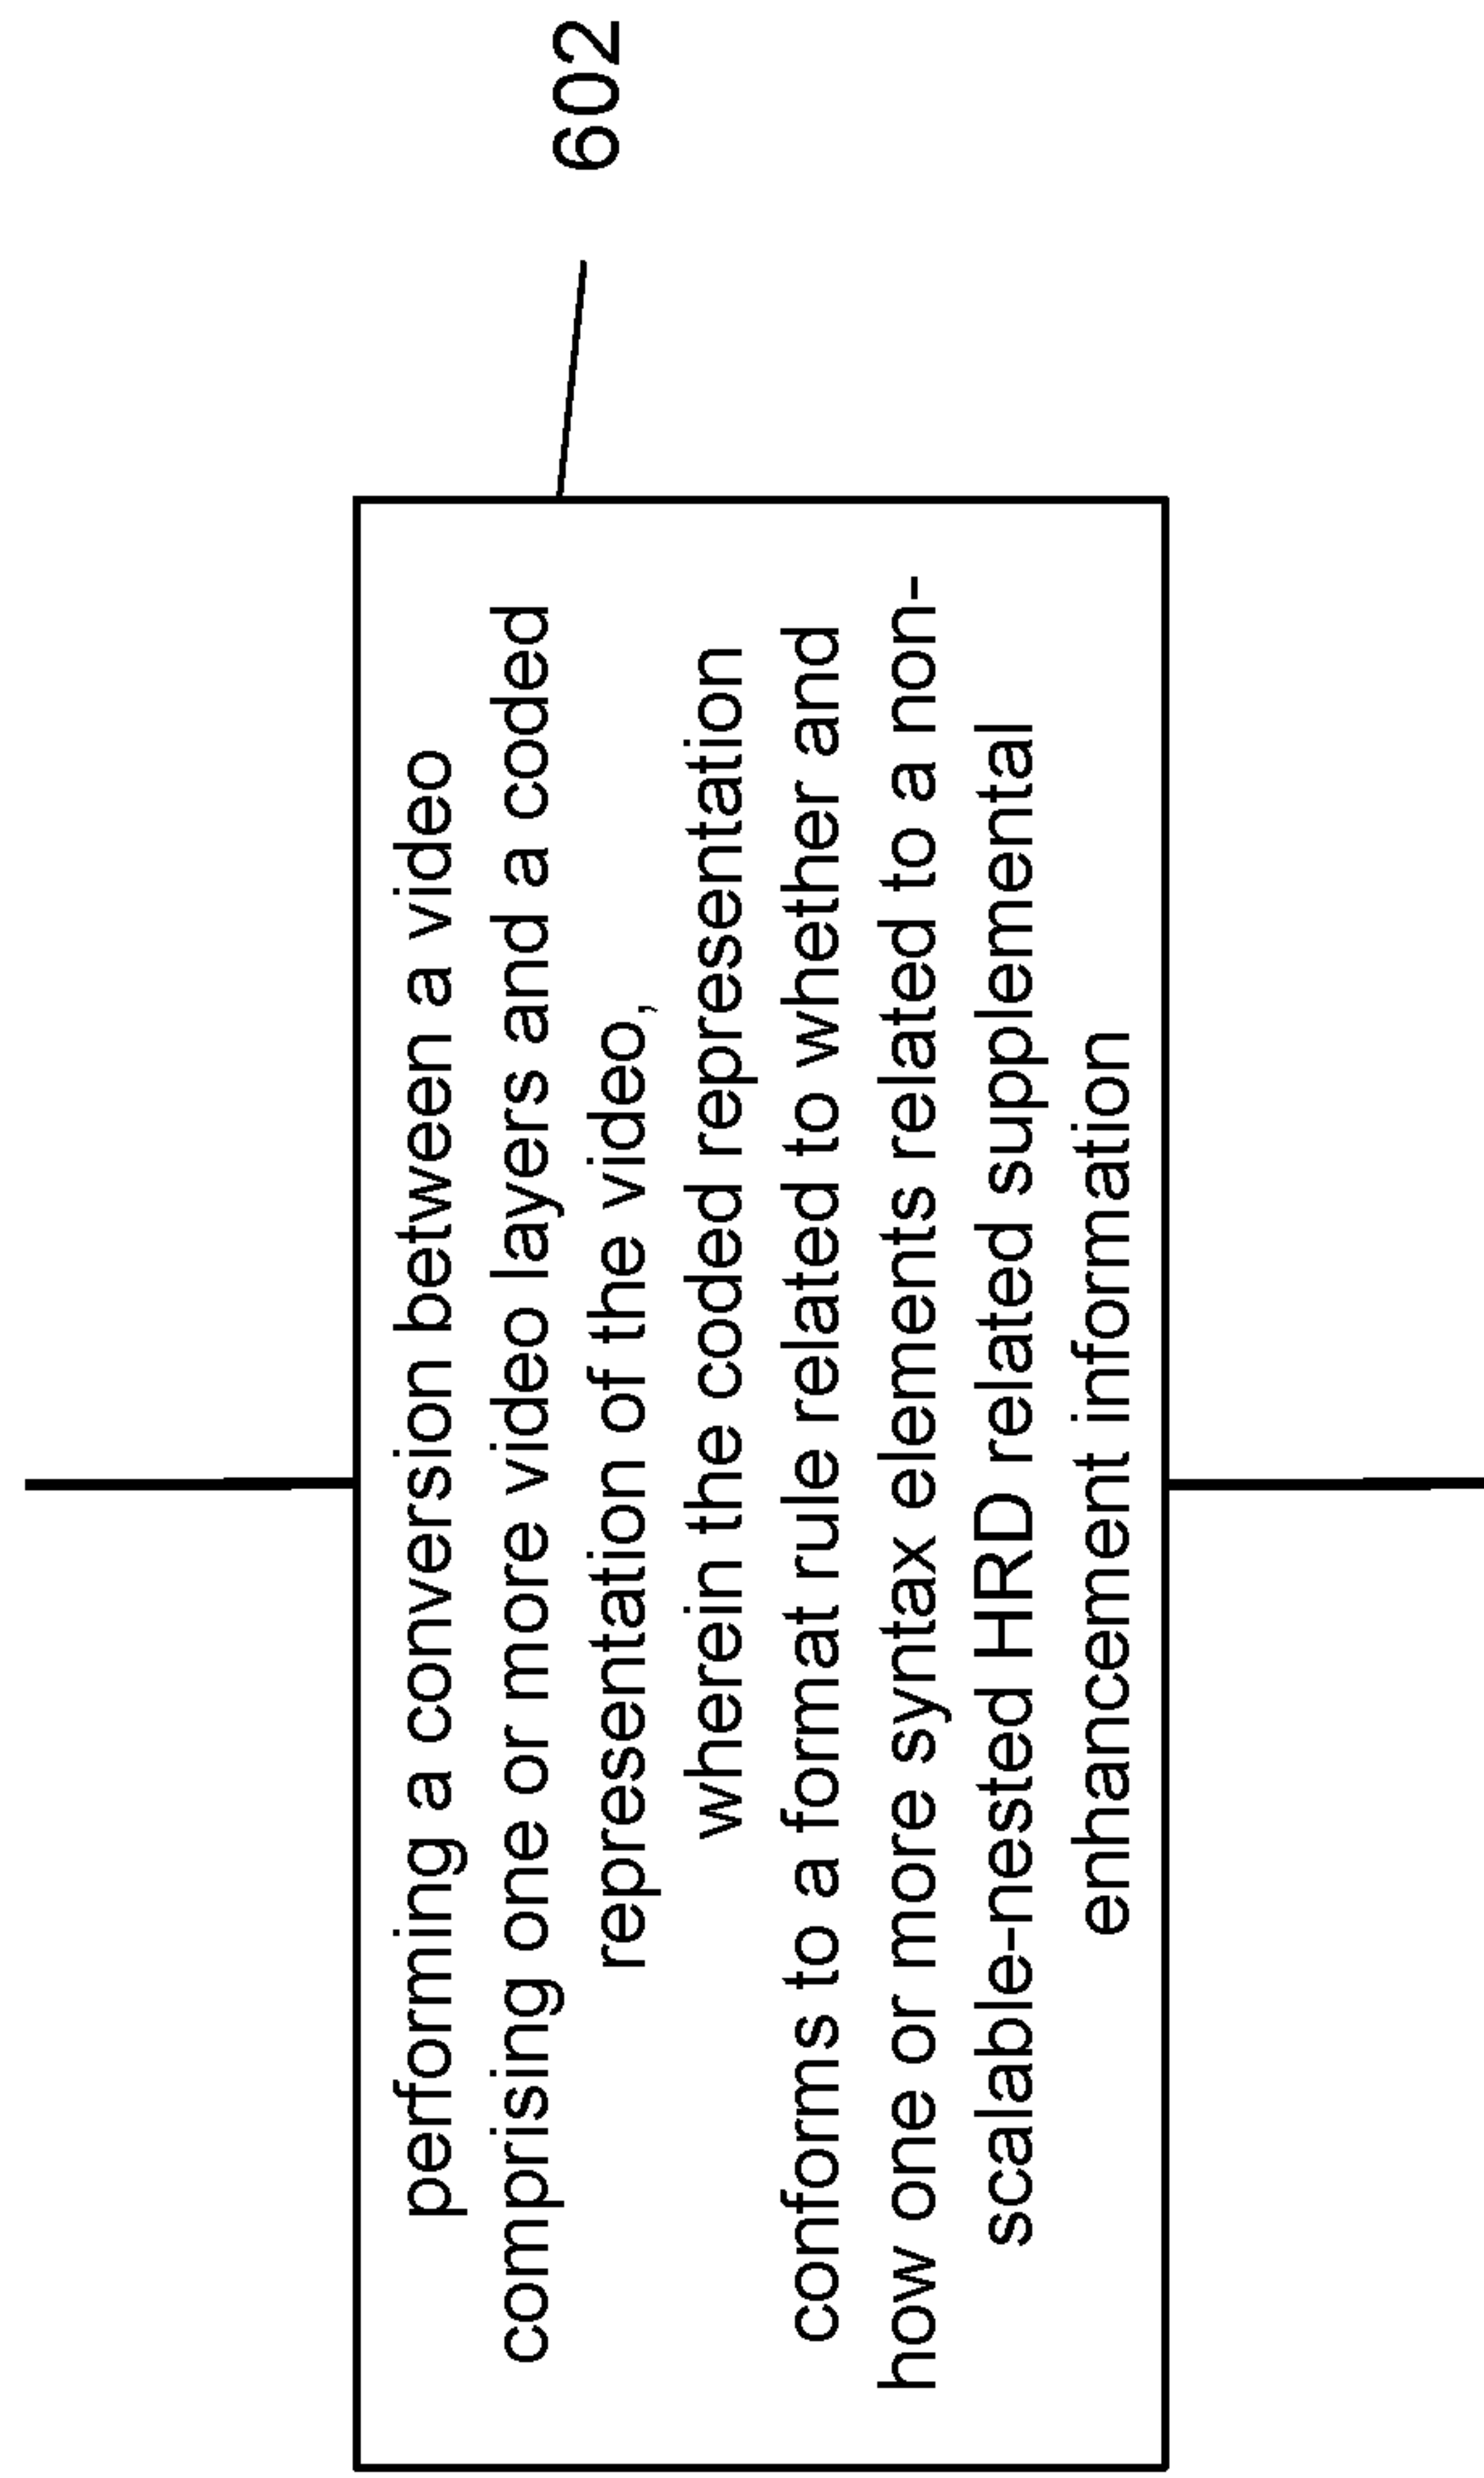 performing a conversion between a video
comprising one or more video layers and a coded
representation of the video,
wherein the coded representation
conforms to a format rule related to whether and
how one or more syntax elements related to a non-
scalable-nested HRD related supplemental
enhancement information
602